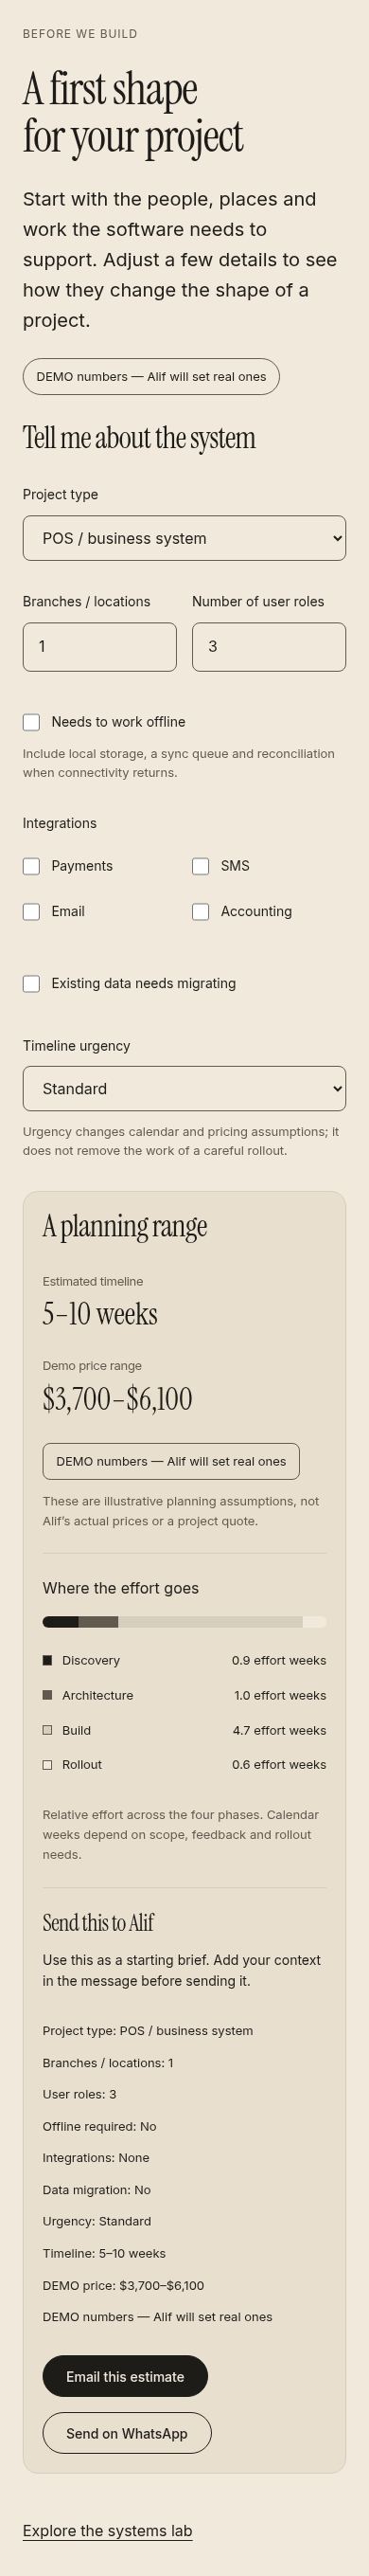 BEFORE WE BUILD
A first shape
for your project
Start with the people, places and
work the software needs to
support. Adjust a few details to see
how they change the shape of a
project.
DEMO numbers — Alif will set real ones
Tell me about the system
Project type
POS / business system
Branches / locations
Number of user roles
1
3
Needs to work offline
Include local storage, a sync queue and reconciliation
when connectivity returns.
Integrations
Payments
SMS
Email
Accounting
Existing data needs migrating
Timeline urgency
Standard
Urgency changes calendar and pricing assumptions; it
does not remove the work of a careful rollout.
A planning range
Estimated timeline
5–10 weeks
Demo price range
$3,700–$6,100
DEMO numbers — Alif will set real ones
These are illustrative planning assumptions, not
Alif’s actual prices or a project quote.
Where the effort goes
Discovery 0.9 effort weeks
Architecture 1.0 effort weeks
Build 4.7 effort weeks
Rollout 0.6 effort weeks
Relative effort across the four phases. Calendar
weeks depend on scope, feedback and rollout
needs.
Send this to Alif
Use this as a starting brief. Add your context
in the message before sending it.
Project type: POS / business system
Branches / locations: 1
User roles: 3
Offline required: No
Integrations: None
Data migration: No
Urgency: Standard
Timeline: 5–10 weeks
DEMO price: $3,700–$6,100
DEMO numbers — Alif will set real ones
Email this estimate
Send on WhatsApp
Explore the systems lab